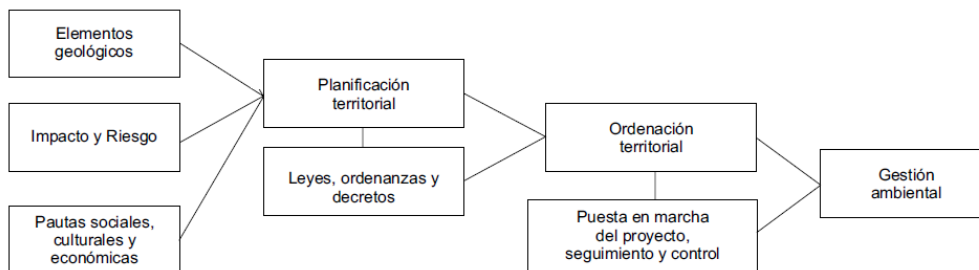 Elementos
geológicos
Impacto y Riesgo
Pautas sociales,
culturales y
económicas
Planificación
territorial
Leyes, ordenanzas y
decretos
Ordenación
territorial
Puesta en marcha
del proyecto,
seguimiento y control
Gestión
ambiental